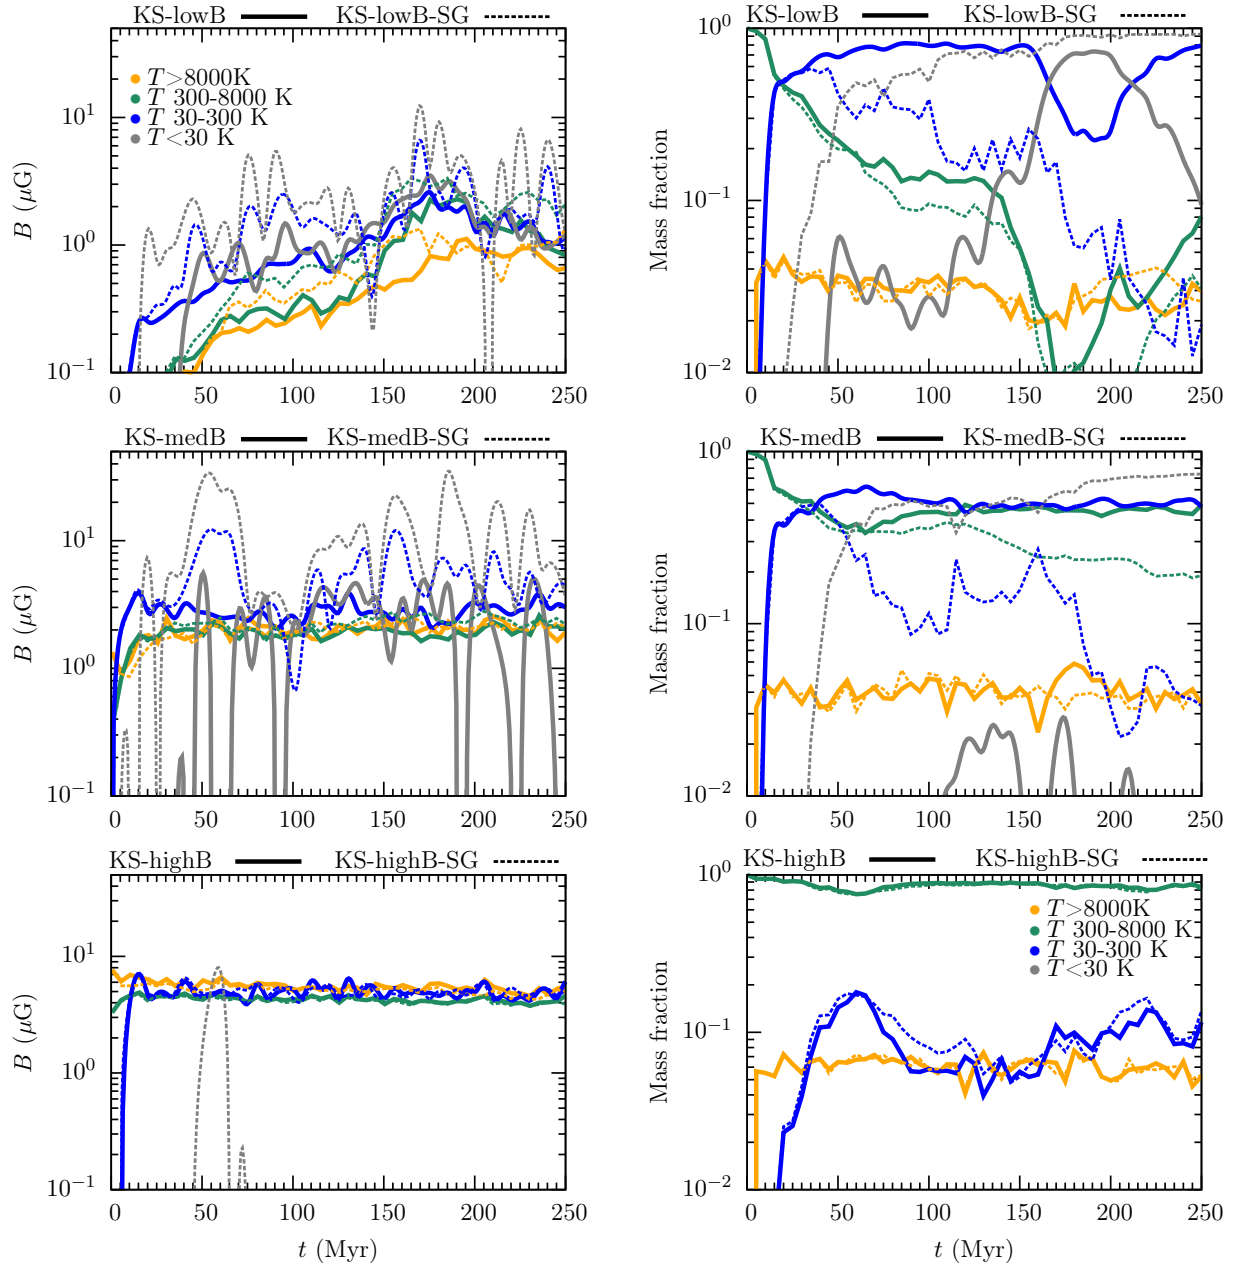 KS-lowB KS-lowB-SG
KS-lowB KS-lowB-SG
B (μG)
10^1
10^0
10^-1
T>8000K
T 300-8000 K
T 30-300 K
T<30 K
0 50 100 150 200 250
Mass fraction
10^0
10^-1
10^-2
0 50 100 150 200 250
KS-medB KS-medB-SG
KS-medB KS-medB-SG
B (μG)
10^1
10^0
10^-1
0 50 100 150 200 250
Mass fraction
10^0
10^-1
10^-2
0 50 100 150 200 250
KS-highB KS-highB-SG
KS-highB KS-highB-SG
B (μG)
10^1
10^0
10^-1
0 50 100 150 200 250
t (Myr)
Mass fraction
10^0
10^-1
10^-2
T>8000K
T 300-8000 K
T 30-300 K
T<30 K
0 50 100 150 200 250
t (Myr)